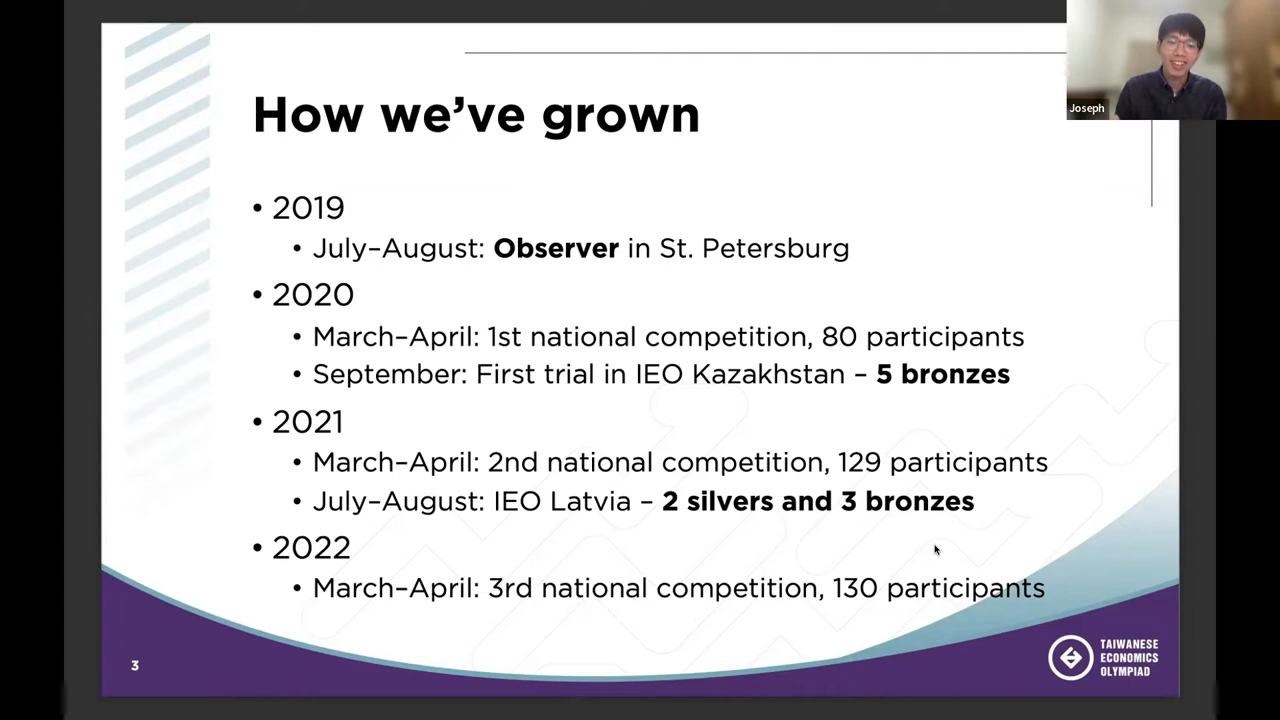 Joseph
How we've grown
• 2019
• July–August: Observer in St. Petersburg
• 2020
• March–April: 1st national competition, 80 participants
• September: First trial in IEO Kazakhstan – 5 bronzes
• 2021
• March–April: 2nd national competition, 129 participants
• July–August: IEO Latvia – 2 silvers and 3 bronzes
• 2022
• March–April: 3rd national competition, 130 participants
3
TAIWANESE
ECONOMICS
OLYMPIAD